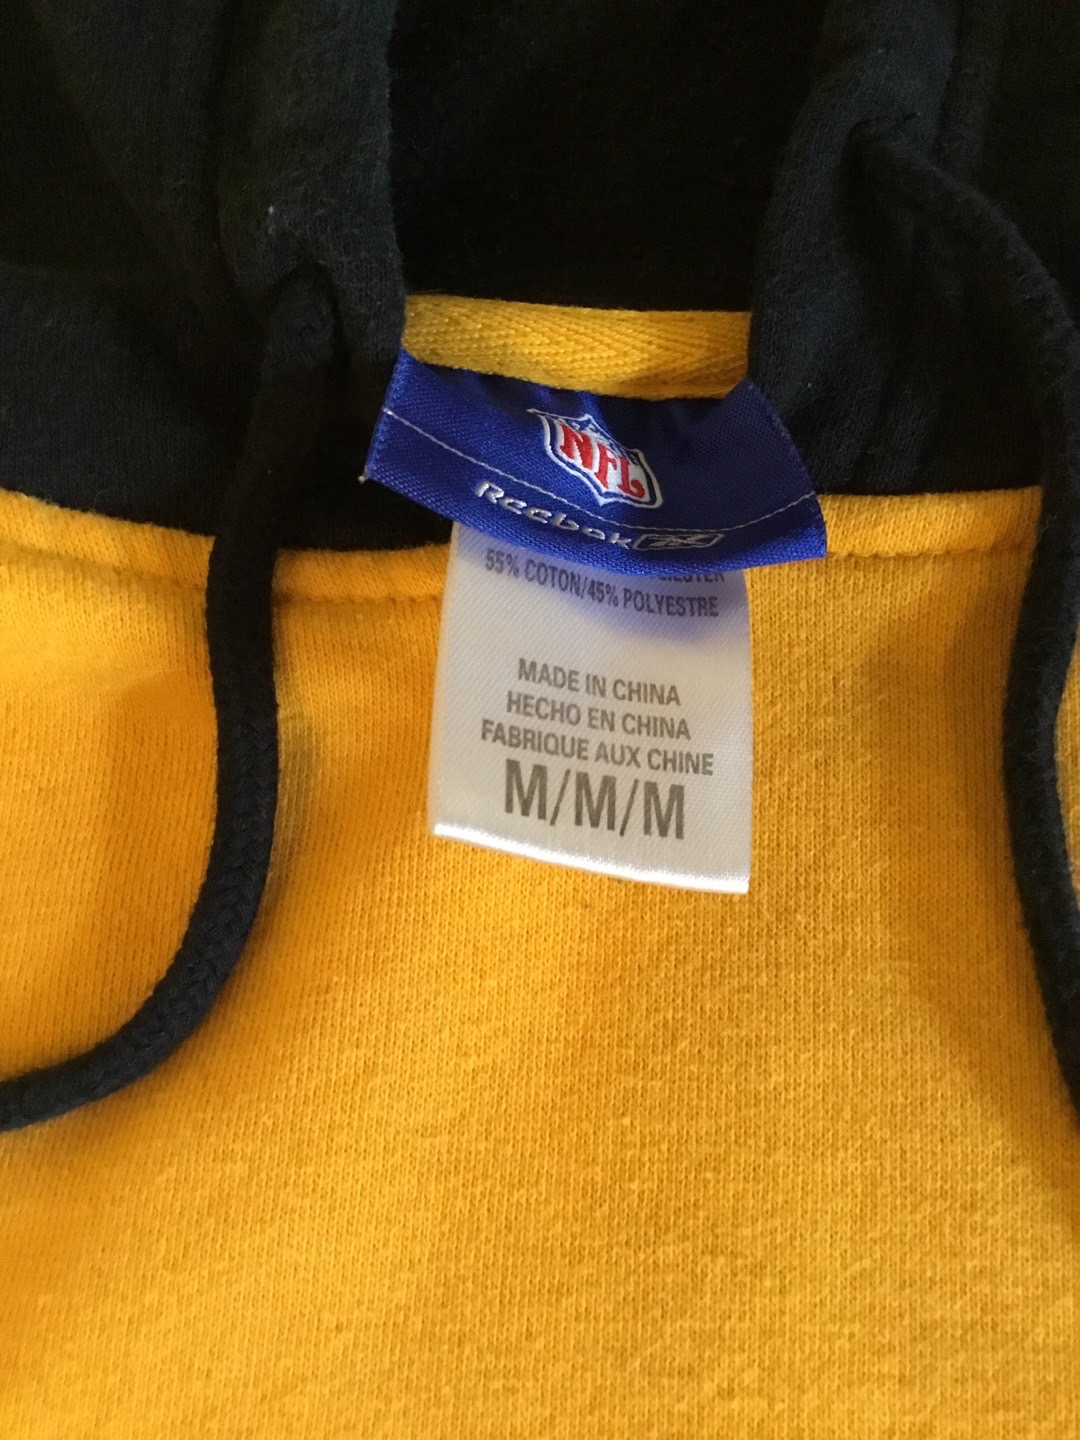 NFL
Reebok
55% COTON/45% POLYESTRE
MADE IN CHINA
HECHO EN CHINA
FABRIQUE AUX CHINE
M/M/M